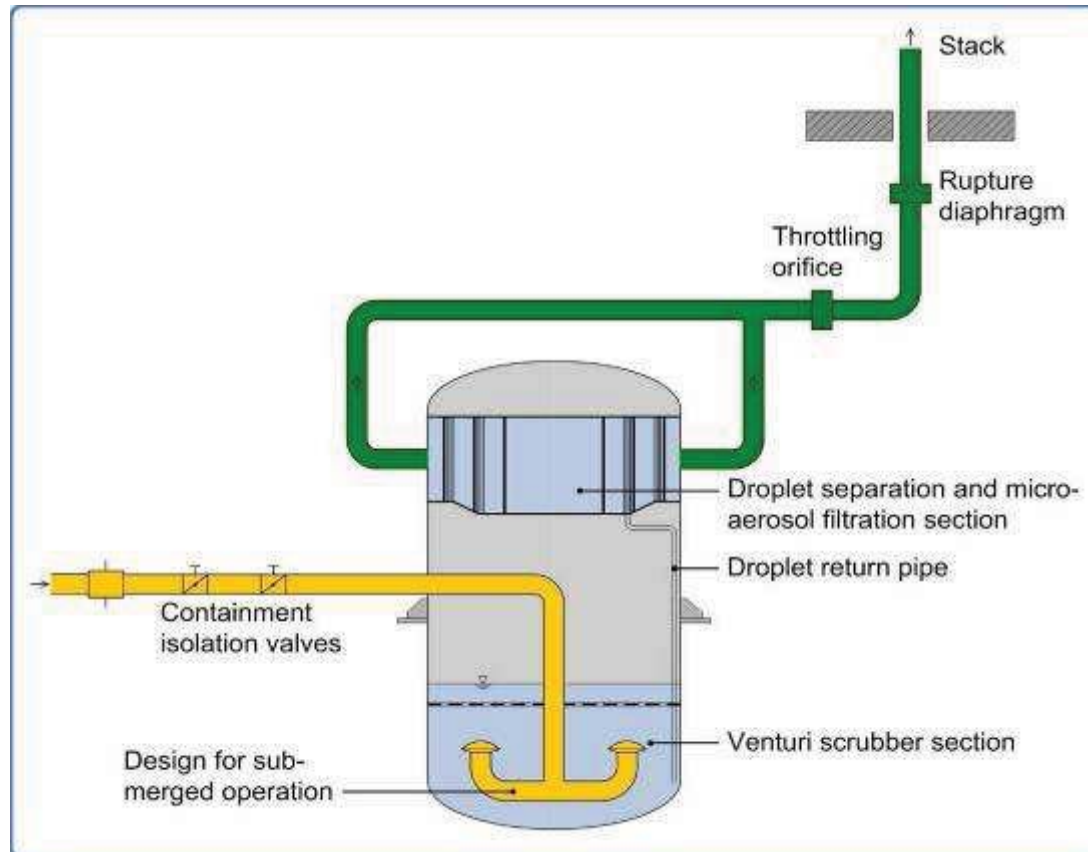 Stack
Rupture
diaphragm
Throttling
orifice
Droplet separation and micro-
aerosol filtration section
Droplet return pipe
Containment
isolation valves
Venturi scrubber section
Design for sub-
merged operation